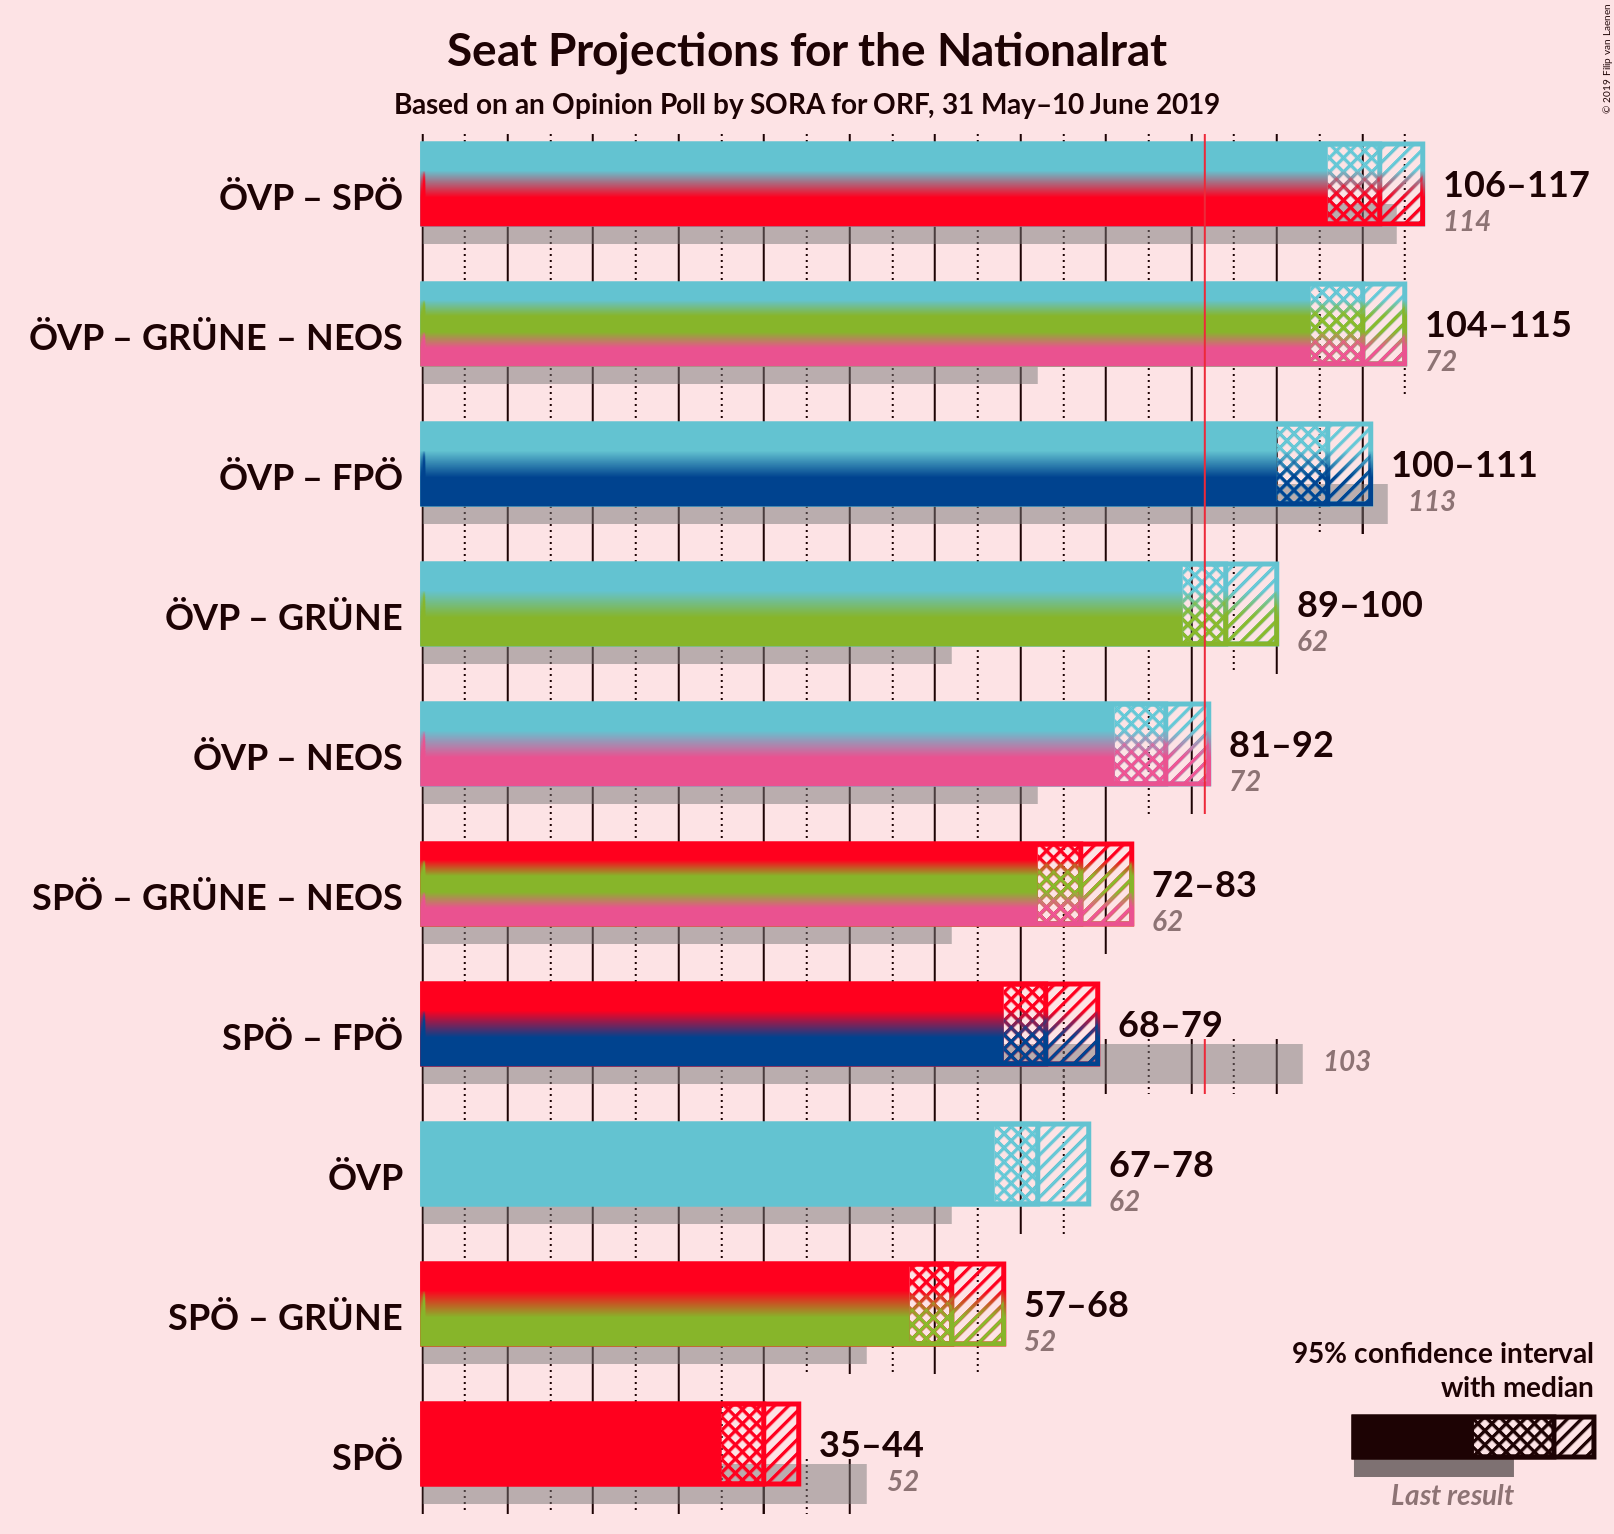 Seat Projections for the Nationalrat
Based on an Opinion Poll by SORA for ORF, 31 May–10 June 2019
© 2019 Filip van Laenen
ÖVP – SPÖ
106–117
114
ÖVP – GRÜNE – NEOS
104–115
72
ÖVP – FPÖ
100–111
113
ÖVP – GRÜNE
89–100
62
ÖVP – NEOS
81–92
72
SPÖ – GRÜNE – NEOS
72–83
62
SPÖ – FPÖ
68–79
103
ÖVP
67–78
62
SPÖ – GRÜNE
57–68
52
SPÖ
35–44
52
95% confidence interval
with median
Last result